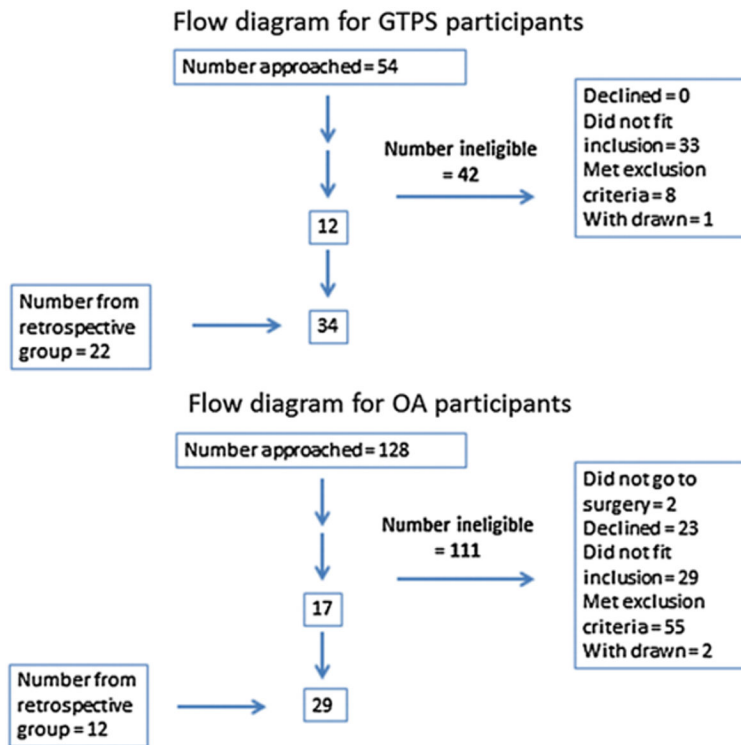 Flow diagram for GTPS participants
Number approached = 54
Declined = 0
Did not fit
inclusion = 33
Met exclusion
criteria = 8
With drawn = 1
Number ineligible
= 42
12
Number from
retrospective
group = 22
34
Flow diagram for OA participants
Number approached = 128
Did not go to
surgery = 2
Declined = 23
Did not fit
inclusion = 29
Met exclusion
criteria = 55
With drawn = 2
Number ineligible
= 111
17
Number from
retrospective
group = 12
29